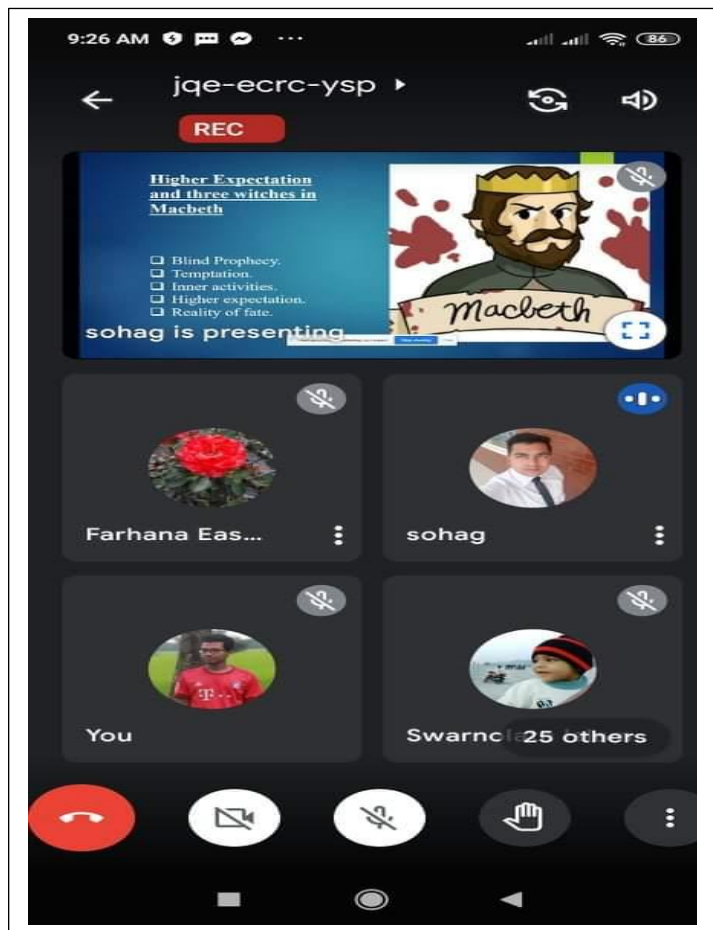 9:26 AM
86
jqe-ecrc-ysp
REC
Higher Expectation
and three witches in
Macbeth
Blind Prophecy.
Temptation.
Inner activities.
Higher expectation.
Reality of fate.
Macbeth
sohag is presenting
Farhana Eas...
sohag
T
You
Swarno
25 others